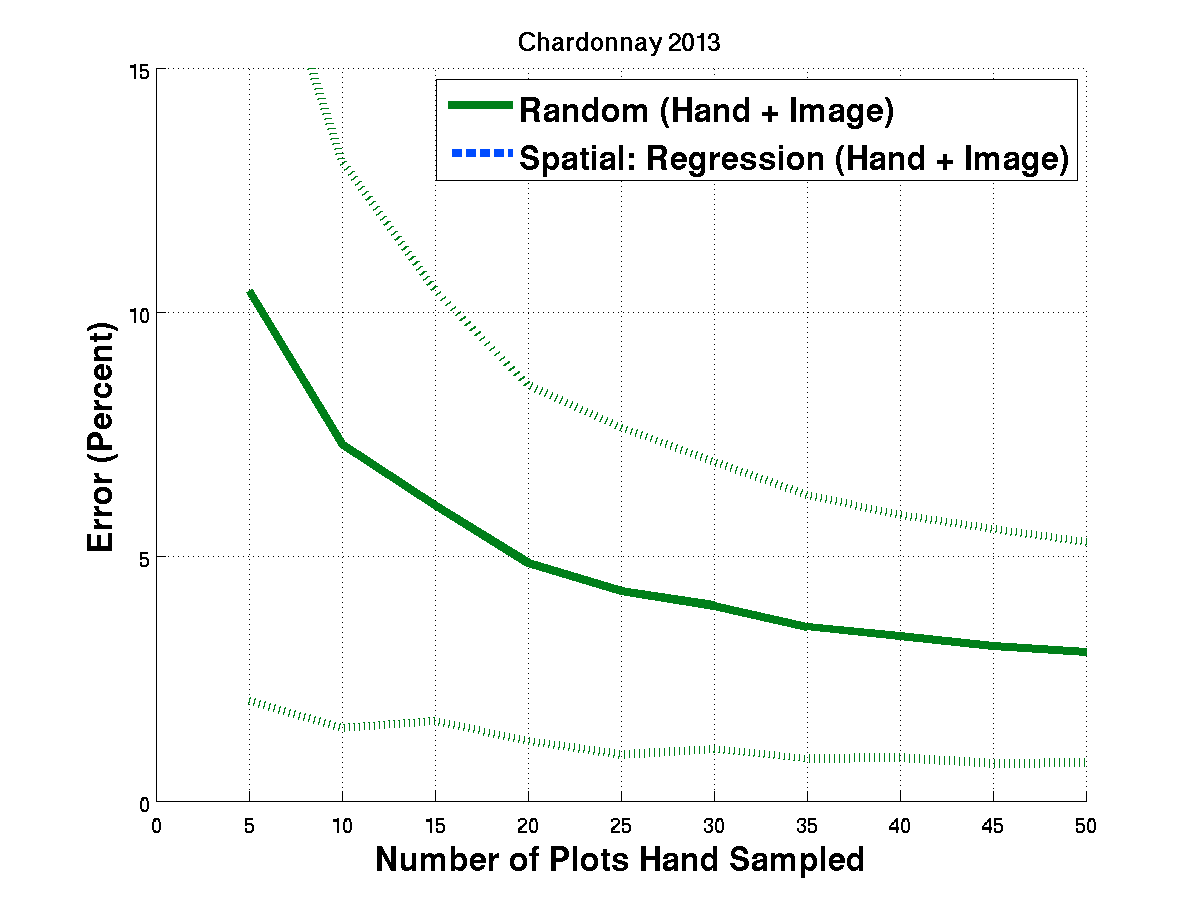 Chardonnay 2013
Random (Hand + Image)
Spatial: Regression (Hand + Image)
Error (Percent)
15
10
5
0
0 5 10 15 20 25 30 35 40 45 50
Number of Plots Hand Sampled